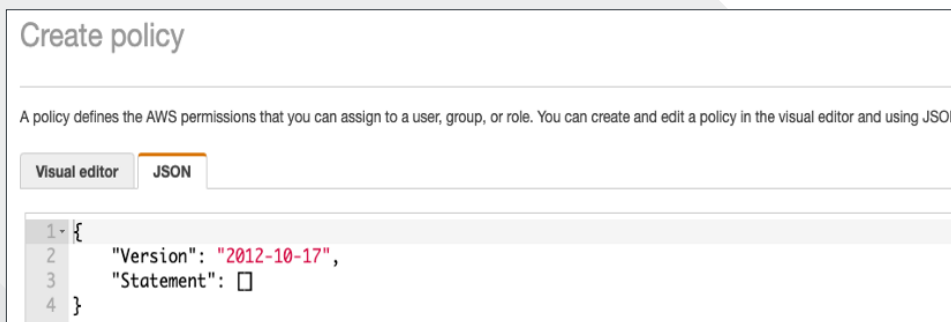 Create policy
A policy defines the AWS permissions that you can assign to a user, group, or role. You can create and edit a policy in the visual editor and using JSO
Visual editor JSON
1 {
2 "Version": "2012-10-17",
3 "Statement": []
4 }